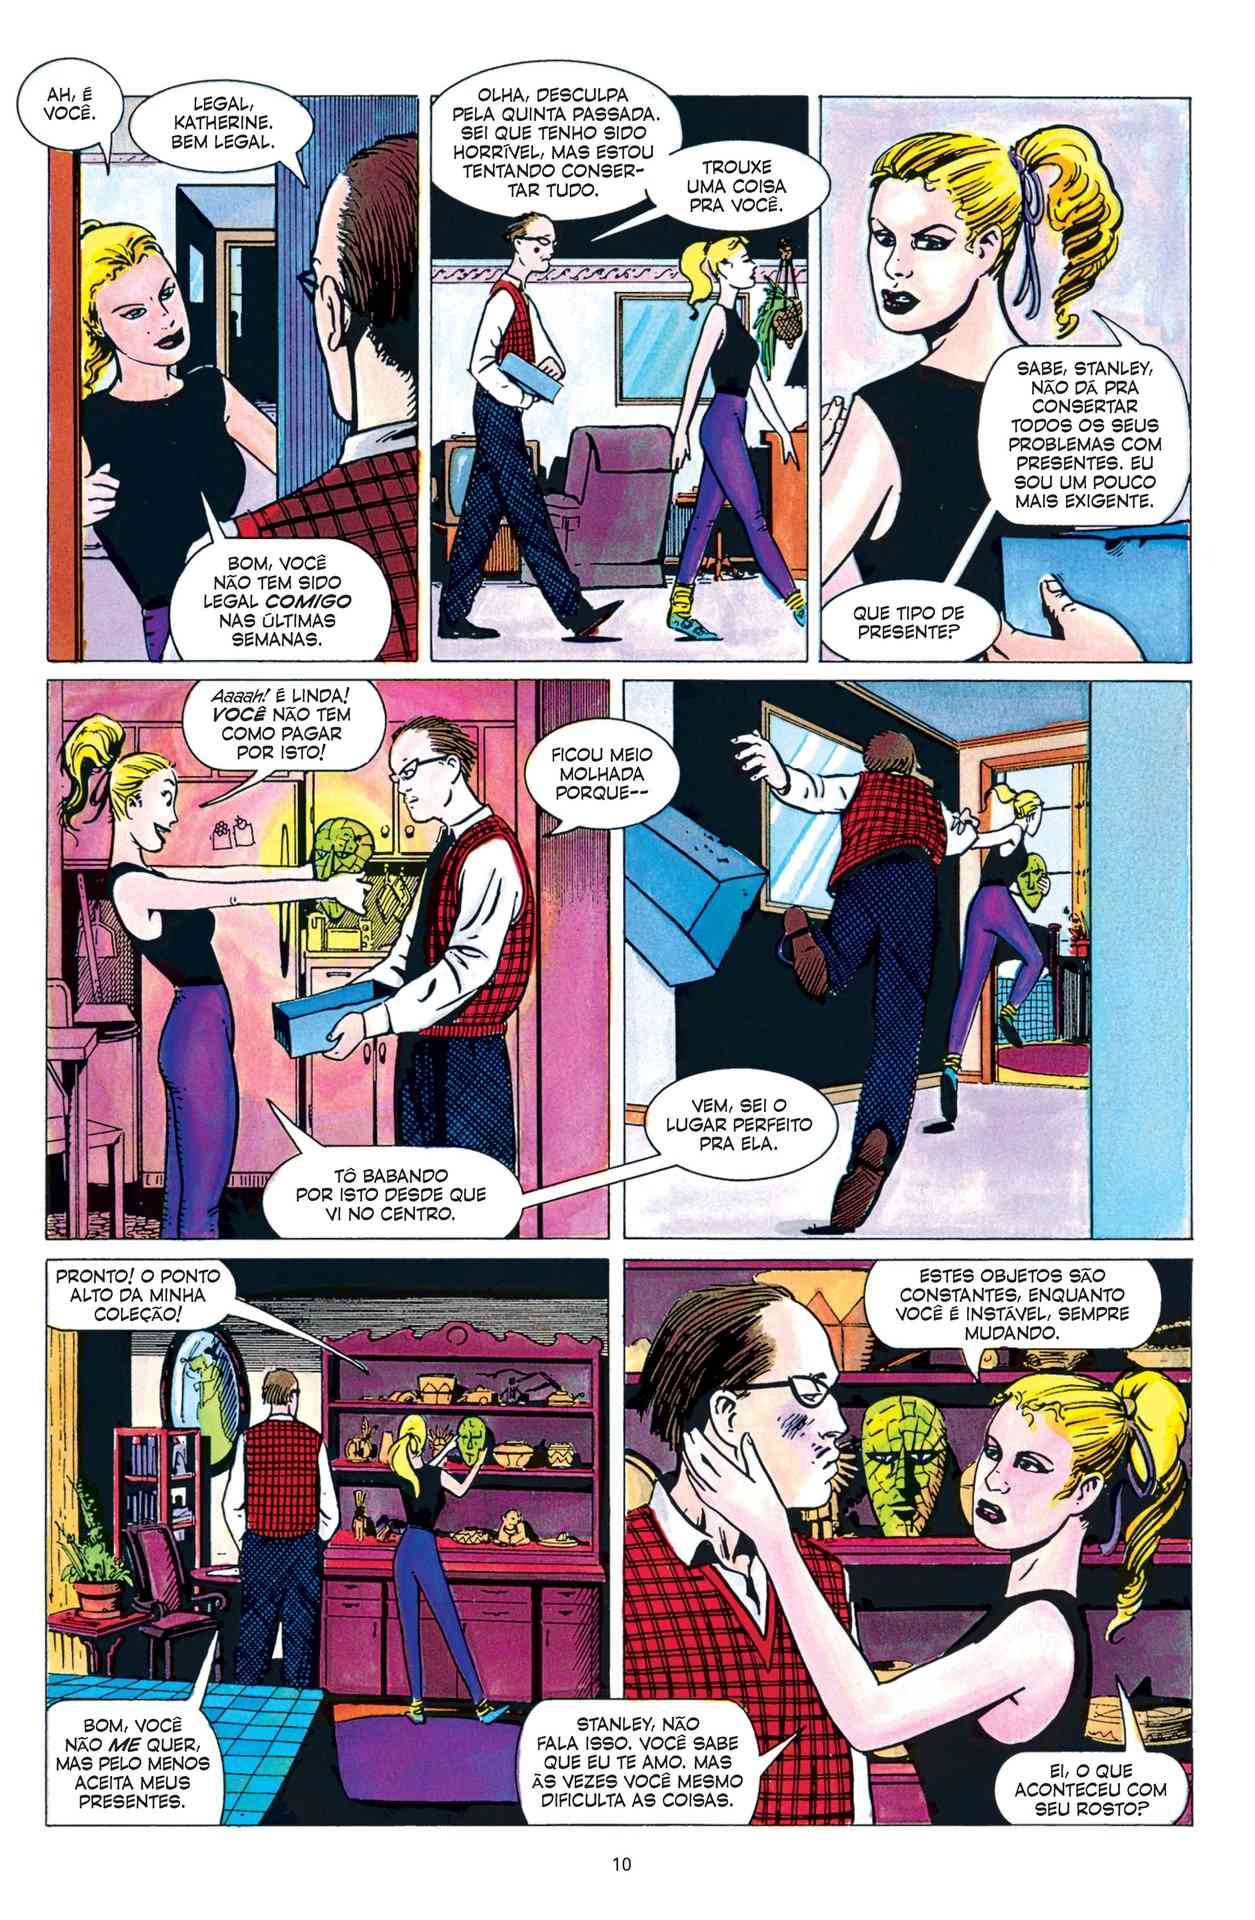 AH, É
VOCÊ.
LEGAL,
KATHERINE.
BEM LEGAL.
BOM, VOCÊ
NÃO TEM SIDO
LEGAL COMIGO
NAS ÚLTIMAS
SEMANAS.
OLHA, DESCULPA
PELA QUINTA PASSADA.
SEI QUE TENHO SIDO
HORRÍVEL, MAS ESTOU
TENTANDO CONSER-
TAR TUDO.
TROUXE
UMA COISA
PRA VOCÊ.
SABE, STANLEY,
NÃO DÁ PRA
CONSERTAR
TODOS OS SEUS
PROBLEMAS COM
PRESENTES. EU
SOU UM POUCO
MAIS EXIGENTE.
QUE TIPO DE
PRESENTE?
Aaaah! É LINDA!
VOCÊ NÃO TEM
COMO PAGAR
POR ISTO!
FICOU MEIO
MOLHADA
PORQUE--
TÔ BABANDO
POR ISTO DESDE QUE
VI NO CENTRO.
VEM, SEI O
LUGAR PERFEITO
PRA ELA.
PRONTO! O PONTO
ALTO DA MINHA
COLEÇÃO!
BOM, VOCÊ
NÃO ME QUER,
MAS PELO MENOS
ACEITA MEUS
PRESENTES.
ESTES OBJETOS SÃO
CONSTANTES, ENQUANTO
VOCÊ É INSTÁVEL, SEMPRE
MUDANDO.
STANLEY, NÃO
FALA ISSO. VOCÊ SABE
QUE EU TE AMO. MAS
ÀS VEZES VOCÊ MESMO
DIFICULTA AS COISAS.
EI, O QUE
ACONTECEU COM
SEU ROSTO?
10